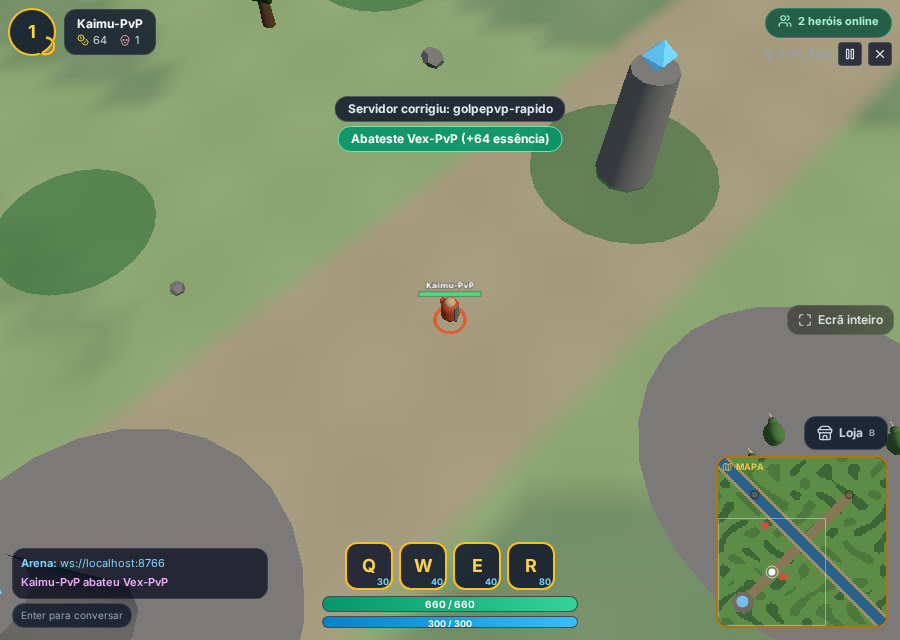 1
Kaimu-PvP
64 1
2 heróis online
Servidor corrigiu: golpepvp-rapido
Abateste Vex-PvP (+64 essência)
Kaimu-PvP
Ecrã inteiro
Loja B
MAPA
Arena: ws://localhost:8766
Kaimu-PvP abateu Vex-PvP
Enter para conversar
Q 30
W 40
E 40
R 80
660 / 660
300 / 300